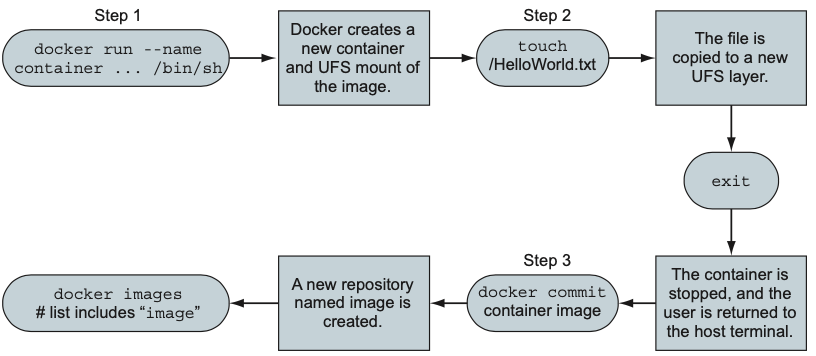 Step 1
docker run --name
container ... /bin/sh
Docker creates a
new container
and UFS mount of
the image.
Step 2
touch
/HelloWorld.txt
The file is
copied to a new
UFS layer.
exit
The container is
stopped, and the
user is returned to
the host terminal.
Step 3
docker commit
container image
A new repository
named image is
created.
docker images
# list includes “image”